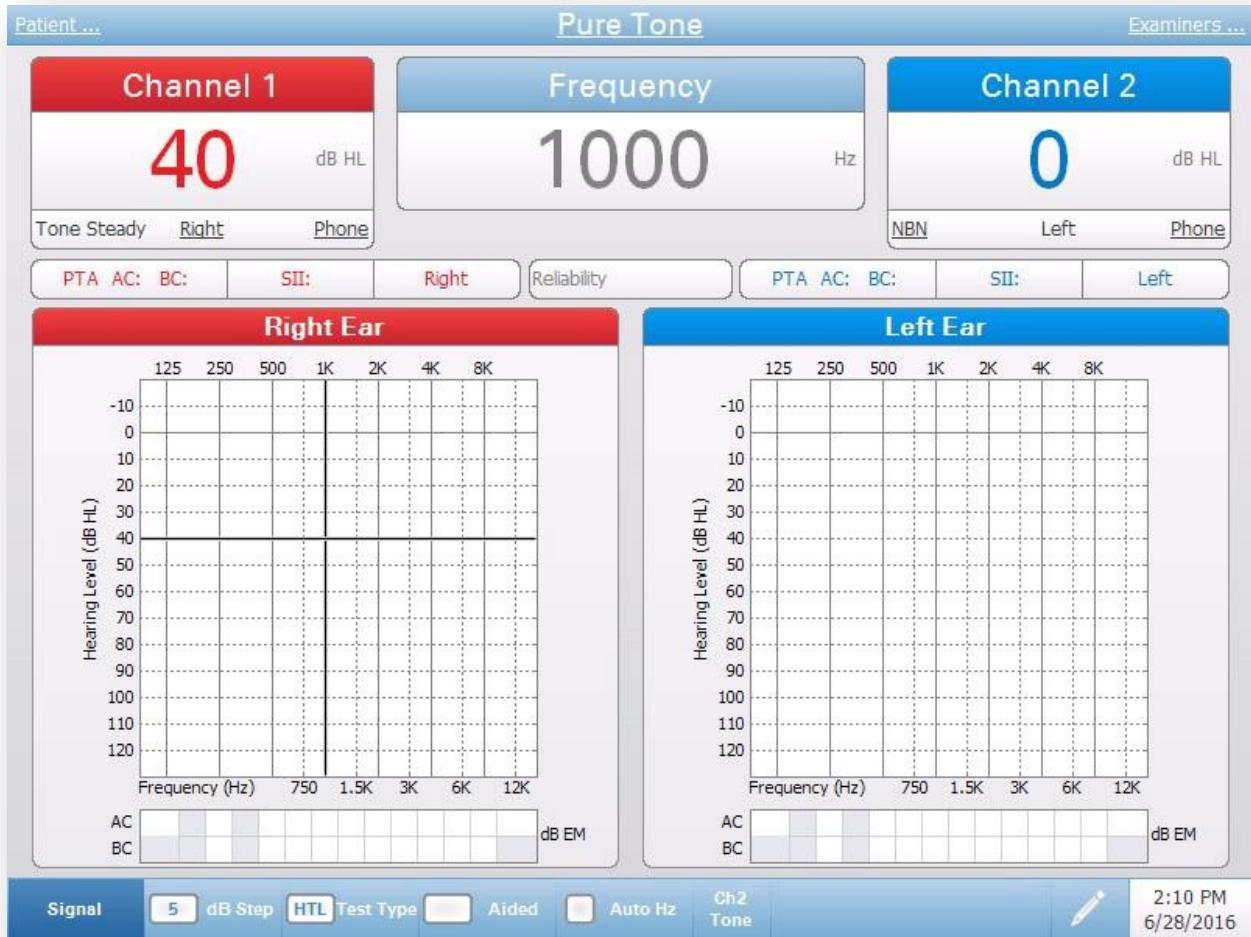 Patient ... Pure Tone Examiners ...
Channel 1 Frequency Channel 2
40 dB HL 1000 Hz 0 dB HL
Tone Steady Right Phone NBN Left Phone
PTA AC: BC: SII: Right Reliability PTA AC: BC: SII: Left
Right Ear
125 250 500 1K 2K 4K 8K
-10
0
10
20
30
40
50
60
70
80
90
100
110
120
Hearing Level (dB HL)
Frequency (Hz) 750 1.5K 3K 6K 12K
AC
BC
dB EM
Left Ear
125 250 500 1K 2K 4K 8K
-10
0
10
20
30
40
50
60
70
80
90
100
110
120
Hearing Level (dB HL)
Frequency (Hz) 750 1.5K 3K 6K 12K
AC
BC
dB EM
Signal 5 dB Step HTL Test Type Aided Auto Hz Ch2
Tone
2:10 PM
6/28/2016